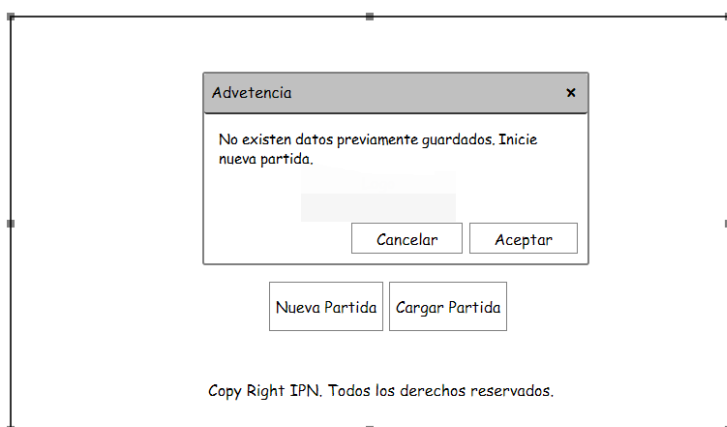 Advetencia ×
No existen datos previamente guardados. Inicie
nueva partida.
Cancelar Aceptar
Nueva Partida Cargar Partida
Copy Right IPN. Todos los derechos reservados.